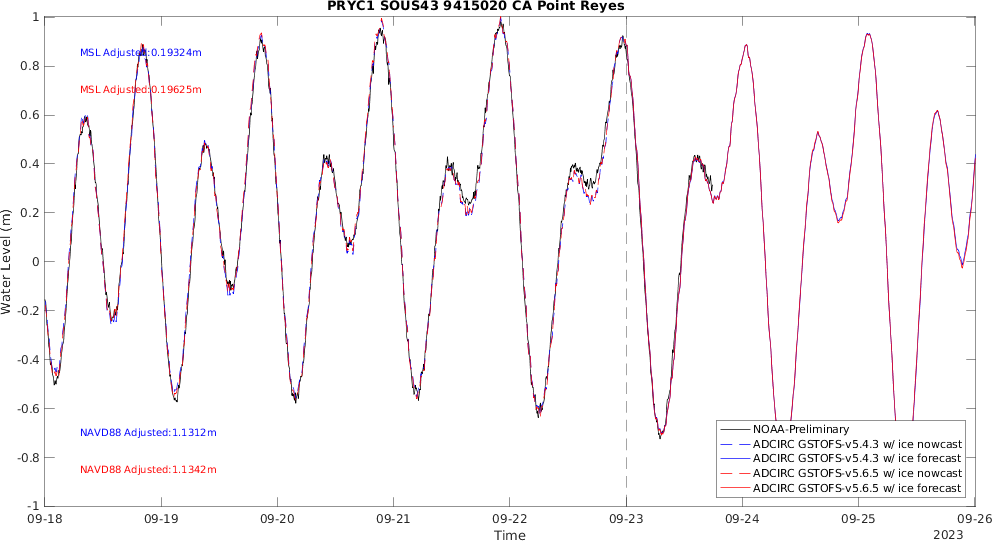 PRYC1 SOUS43 9415020 CA Point Reyes
MSL Adjusted:0.19324m
MSL Adjusted:0.19625m
NAVD88 Adjusted:1.1312m
NAVD88 Adjusted:1.1342m
Water Level (m)
1
0.8
0.6
0.4
0.2
0
-0.2
-0.4
-0.6
-0.8
-1
NOAA-Preliminary
ADCIRC GSTOFS-v5.4.3 w/ ice nowcast
ADCIRC GSTOFS-v5.4.3 w/ ice forecast
ADCIRC GSTOFS-v5.6.5 w/ ice nowcast
ADCIRC GSTOFS-v5.6.5 w/ ice forecast
09-18 09-19 09-20 09-21 09-22 09-23 09-24 09-25 09-26
Time
2023